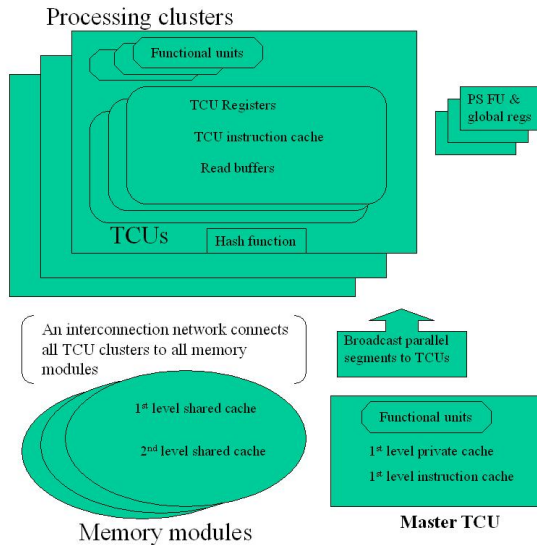 Processing clusters
Functional units
TCU Registers
TCU instruction cache
Read buffers
TCUs
Hash function
PS FU &
global regs
An interconnection network connects
all TCU clusters to all memory
modules
Broadcast parallel
segments to TCUs
1st level shared cache
2nd level shared cache
Memory modules
Functional units
1st level private cache
1st level instruction cache
Master TCU